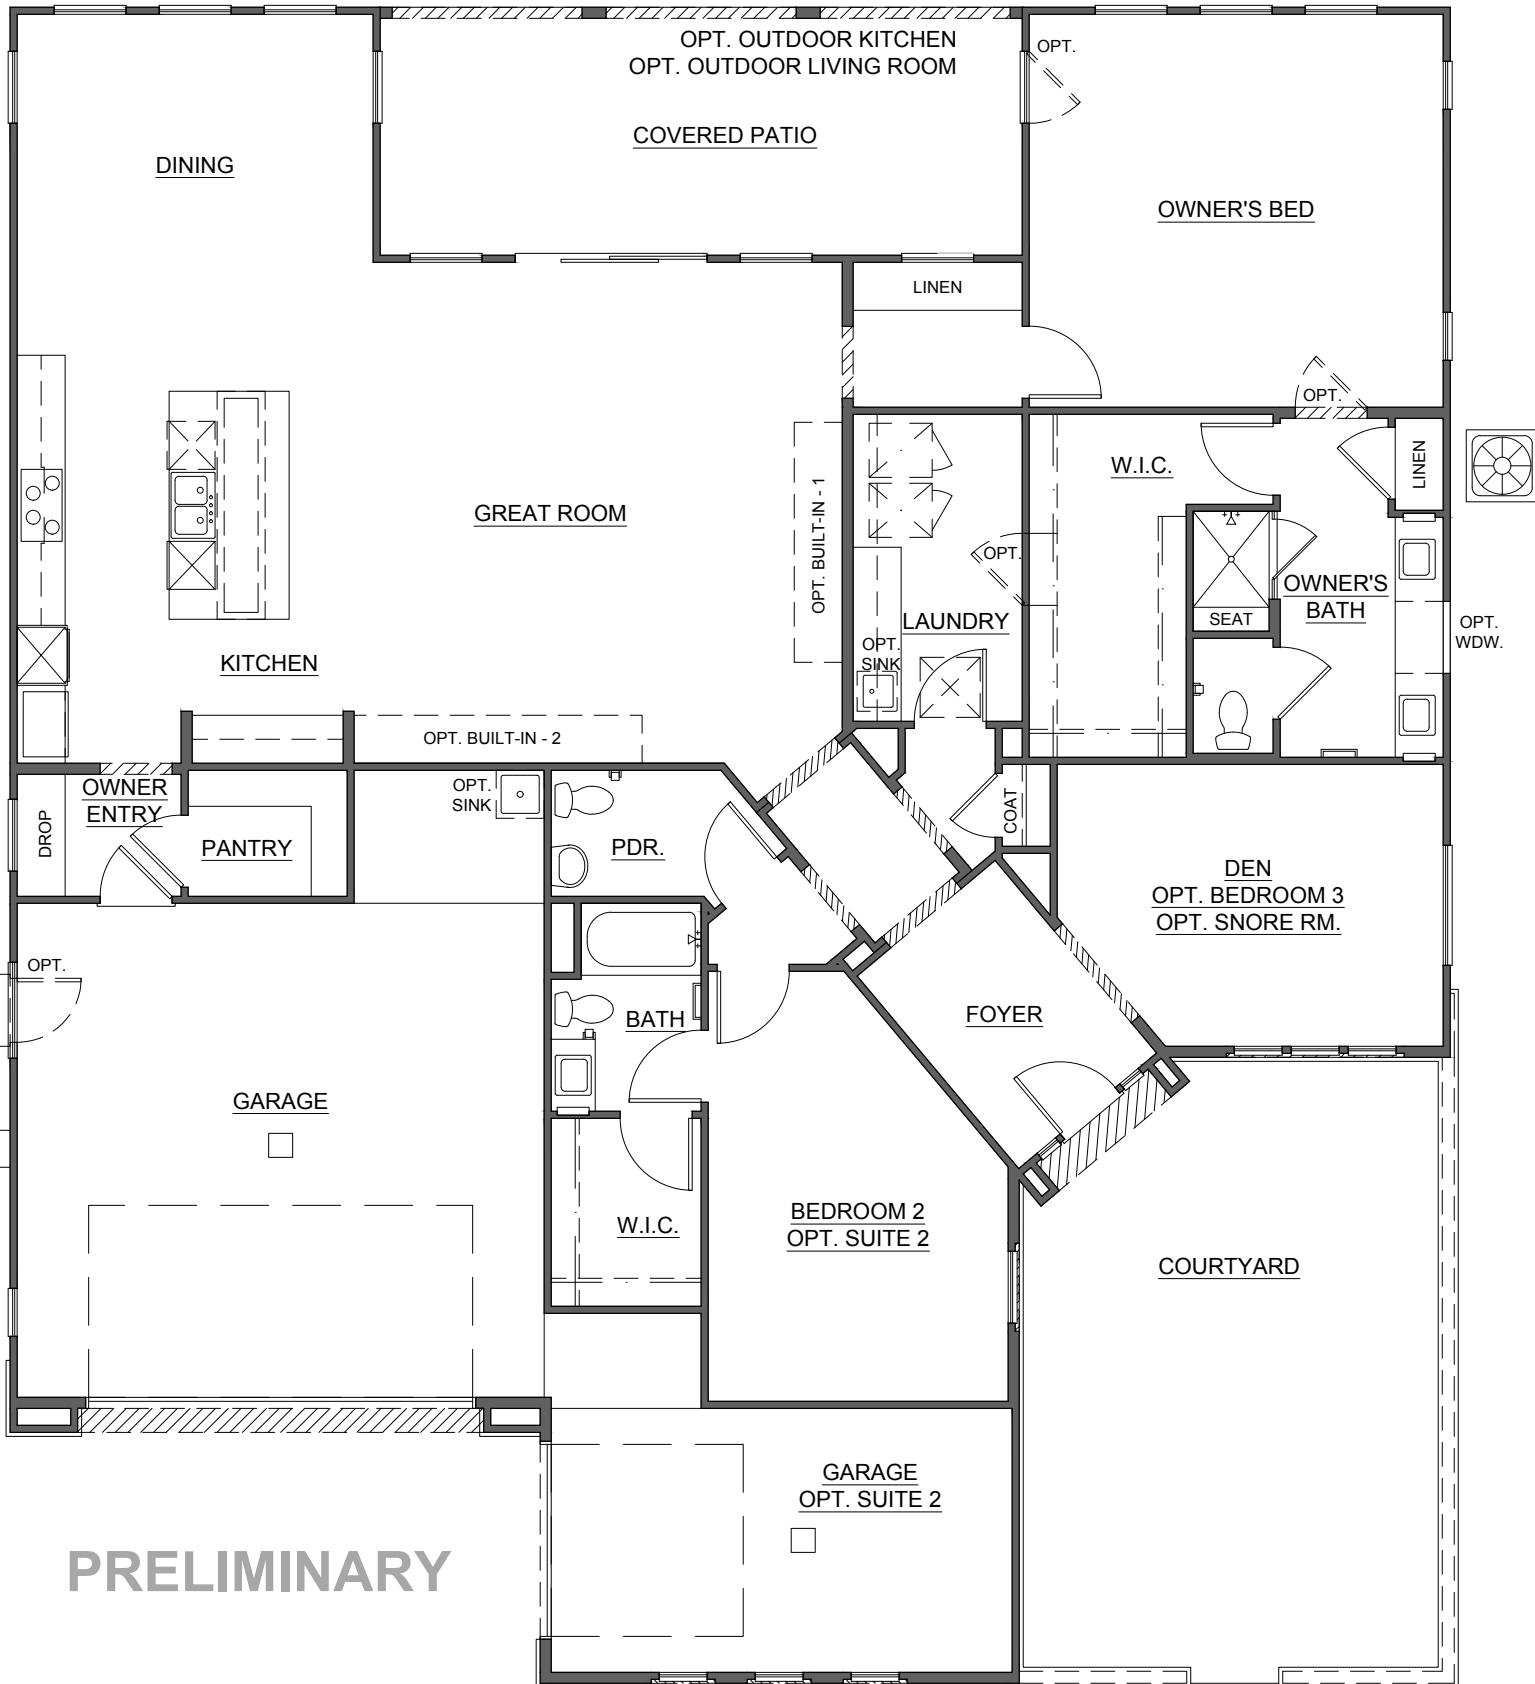 OPT. OUTDOOR KITCHEN
OPT. OUTDOOR LIVING ROOM
OPT.
COVERED PATIO
DINING
OWNER'S BED
LINEN
OPT.
W.I.C.
LINEN
GREAT ROOM
OPT. BUILT-IN - 1
OPT.
OWNER'S
BATH
SEAT
LAUNDRY
OPT.
WDW.
OPT.
SINK
KITCHEN
OPT. BUILT-IN - 2
OWNER
ENTRY
DROP
PANTRY
OPT.
SINK
PDR.
COAT
DEN
OPT. BEDROOM 3
OPT. SNORE RM.
OPT.
BATH
FOYER
GARAGE
W.I.C.
BEDROOM 2
OPT. SUITE 2
COURTYARD
GARAGE
OPT. SUITE 2
PRELIMINARY